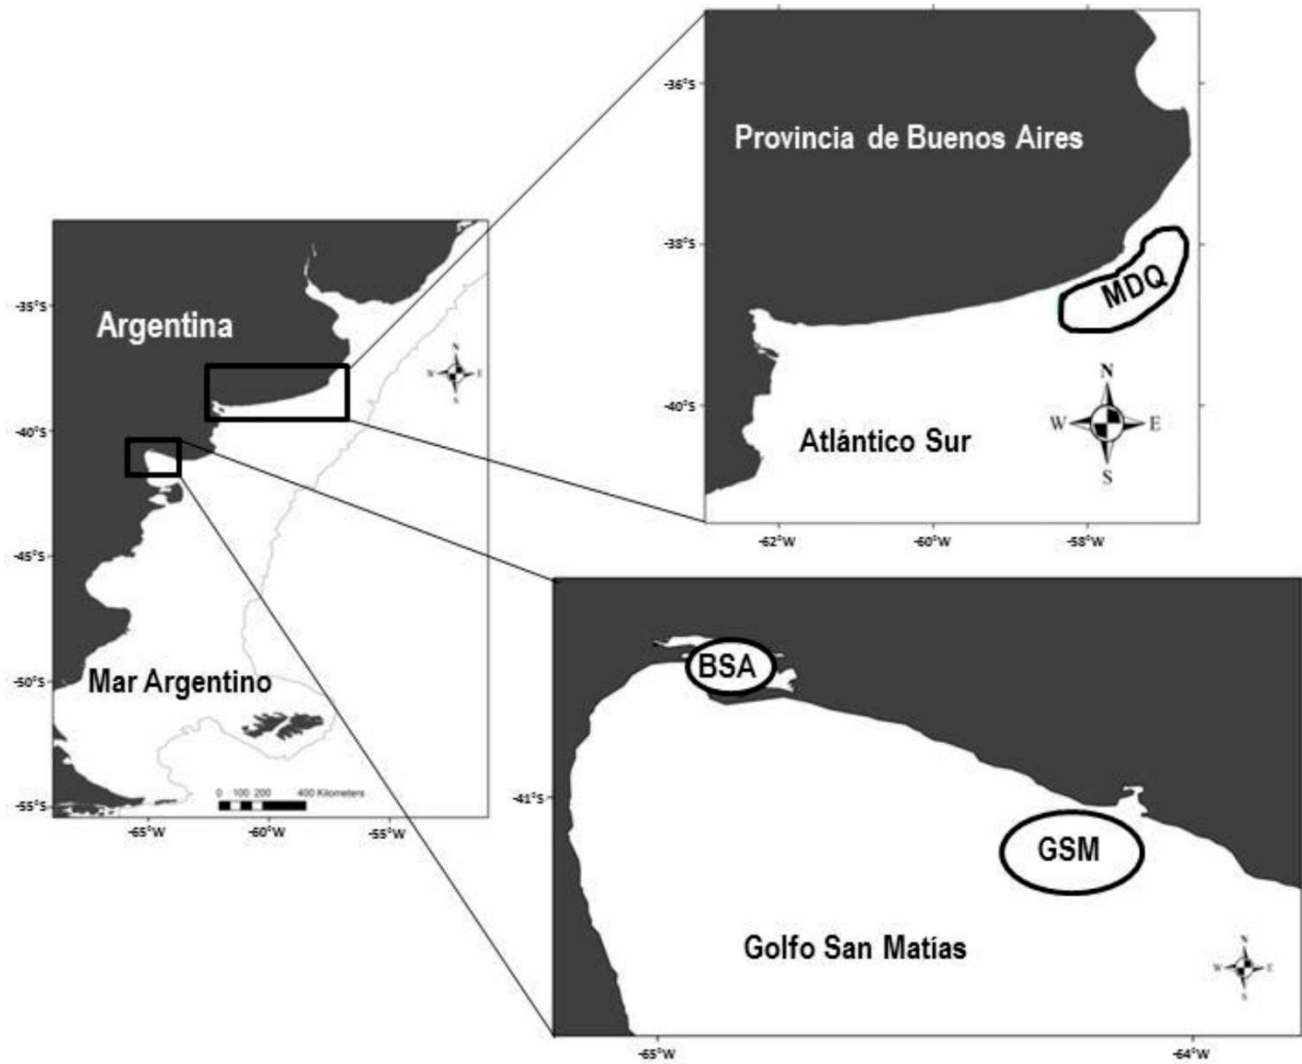 Argentina
Mar Argentino
-35°S
-40°S
-45°S
-50°S
-55°S
-65°W
-60°W
-55°W
N
W E
S
0 100 200 400 Kilometers
Provincia de Buenos Aires
MDQ
Atlántico Sur
N
W E
S
-36°S
-38°S
-40°S
-62°W
-60°W
-58°W
BSA
GSM
Golfo San Matías
N
W E
S
-41°S
-65°W
-64°W